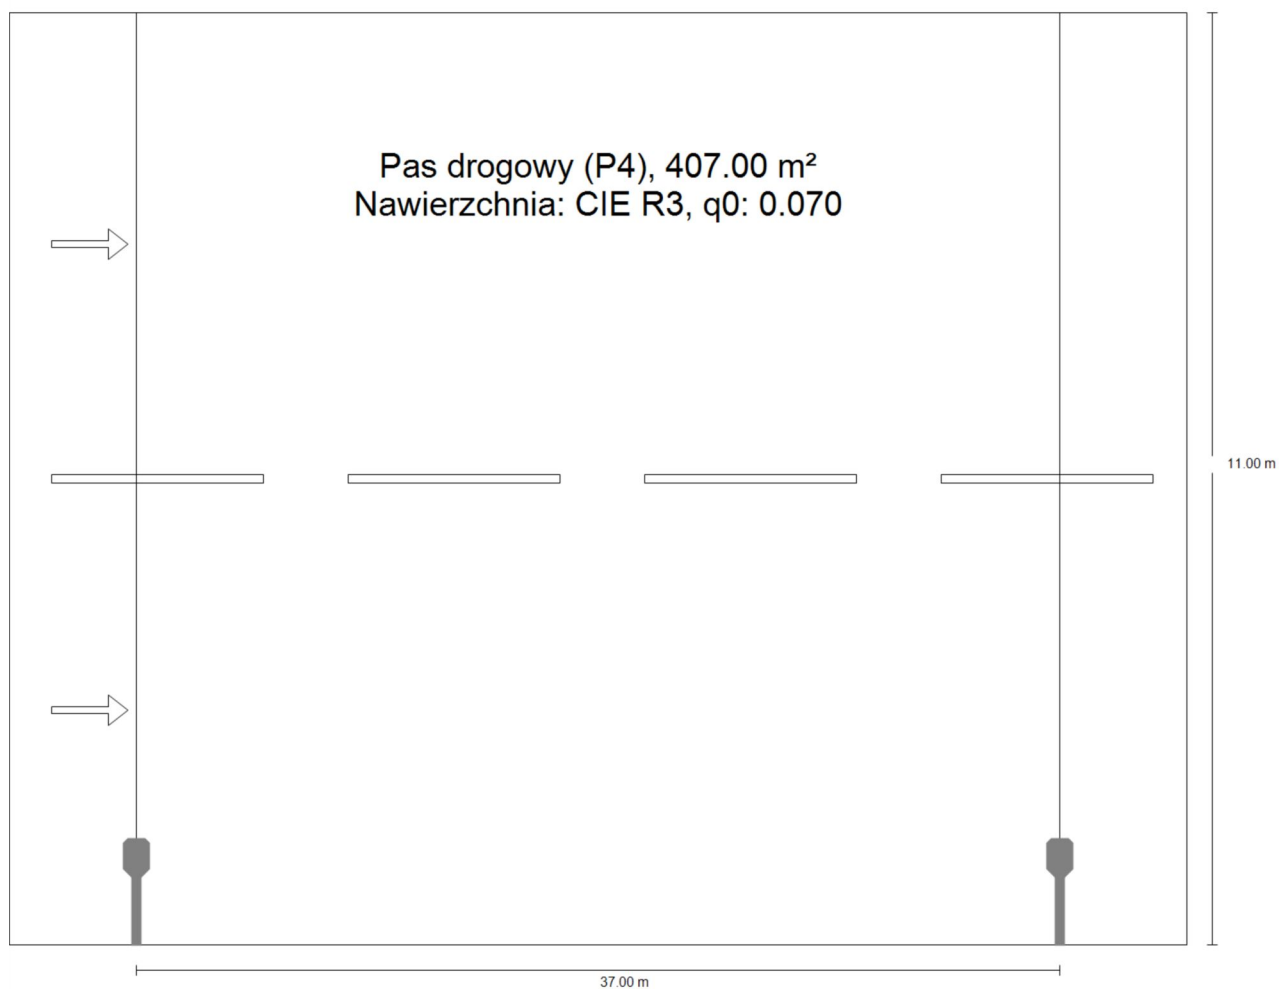 Pas drogowy (P4), 407.00 m²
Nawierzchnia: CIE R3, q0: 0.070
11.00 m
37.00 m